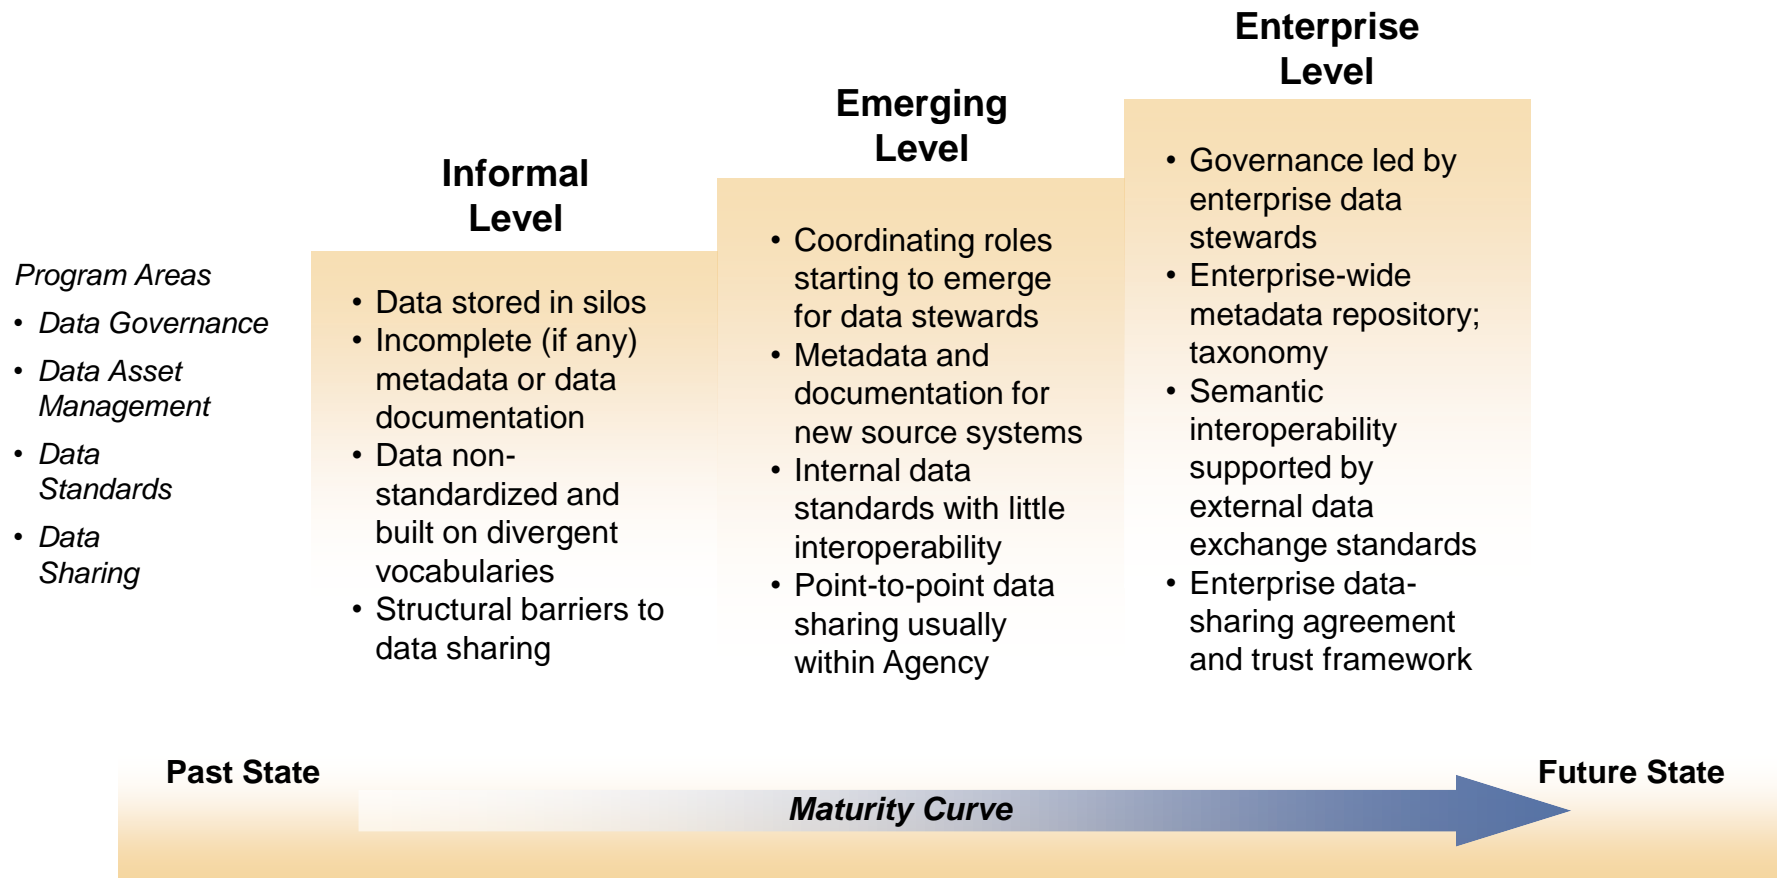 Enterprise
Level
Emerging
Level
Informal
Level
Program Areas
• Data Governance
• Data Asset
Management
• Data
Standards
• Data
Sharing
• Data stored in silos
• Incomplete (if any)
metadata or data
documentation
• Data non-
standardized and
built on divergent
vocabularies
• Structural barriers to
data sharing
• Coordinating roles
starting to emerge
for data stewards
• Metadata and
documentation for
new source systems
• Internal data
standards with little
interoperability
• Point-to-point data
sharing usually
within Agency
• Governance led by
enterprise data
stewards
• Enterprise-wide
metadata repository;
taxonomy
• Semantic
interoperability
supported by
external data
exchange standards
• Enterprise data-
sharing agreement
and trust framework
Past State
Maturity Curve
Future State